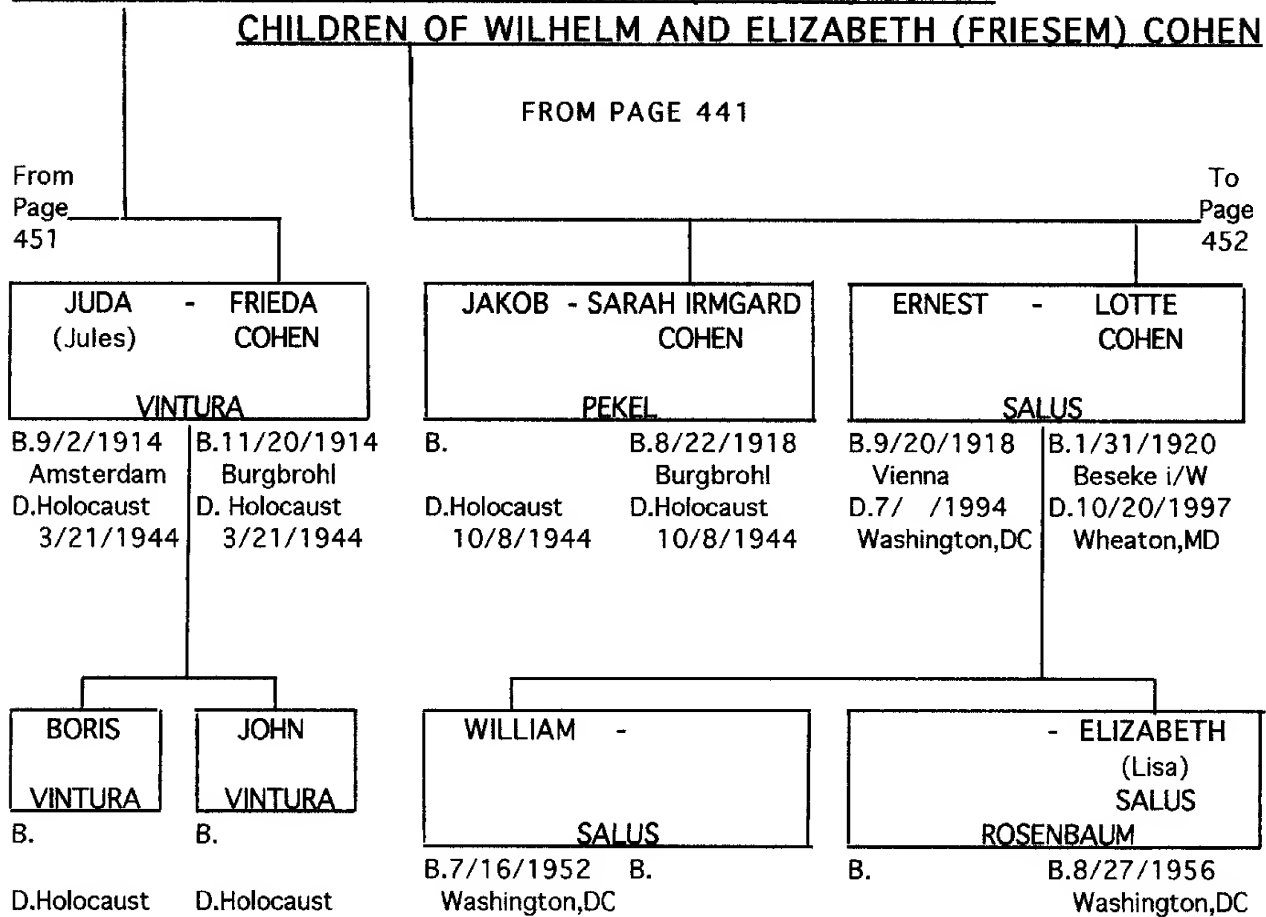 CHILDREN OF WILHELM AND ELIZABETH (FRIESEM) COHEN
FROM PAGE 441
From
Page
451
To
Page
452
JUDA - FRIEDA
(Jules) COHEN
VINTURA
B.9/2/1914 B.11/20/1914
Amsterdam Burgbrohl
D.Holocaust D. Holocaust
3/21/1944 3/21/1944
JAKOB - SARAH IRMGARD
COHEN
PEKEL
B. B.8/22/1918
Burgbrohl
D.Holocaust D.Holocaust
10/8/1944 10/8/1944
ERNEST - LOTTE
COHEN
SALUS
B.9/20/1918 B.1/31/1920
Vienna Beseke i/W
D.7/ /1994 D.10/20/1997
Washington,DC Wheaton,MD
BORIS
VINTURA
B.
D.Holocaust
JOHN
VINTURA
B.
D.Holocaust
WILLIAM -
SALUS
B.7/16/1952 B.
Washington,DC
- ELIZABETH
(Lisa)
SALUS
ROSENBAUM
B. B.8/27/1956
Washington,DC